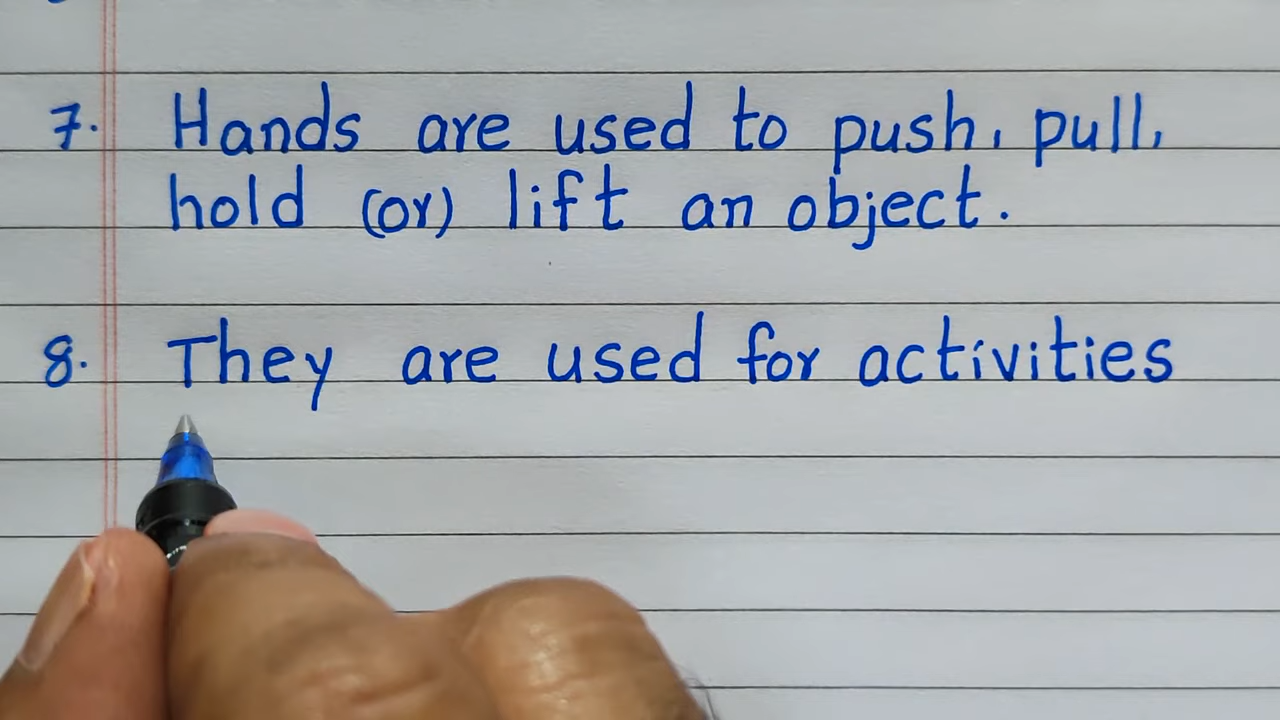 7. Hands are used to push, pull,
hold (or) lift an object.
8. They are used for activities